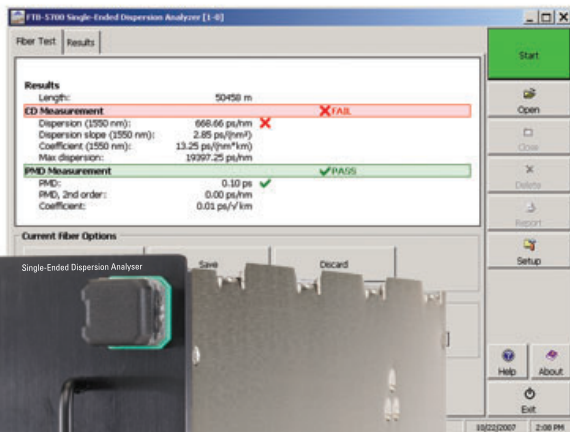 FTB-5700 Single-Ended Dispersion Analyzer [1-0]
Fiber Test Results
Start
Results
Length: 50458 m
CD Measurement FAIL
Dispersion (1550 nm): 668.66 ps/nm
Dispersion slope (1550 nm): 2.85 ps/(nm²)
Coefficient (1550 nm): 13.25 ps/(nm*km)
Max dispersion: 19397.25 ps/nm
PMD Measurement PASS
PMD: 0.10 ps
PMD, 2nd order: 0.00 ps/nm
Coefficient: 0.01 ps/√km
Open
Close
Delete
Report
Setup
Current Fiber Options
Save Discard
Single-Ended Dispersion Analyser
Help About
Exit
10/22/2007 2:08 PM